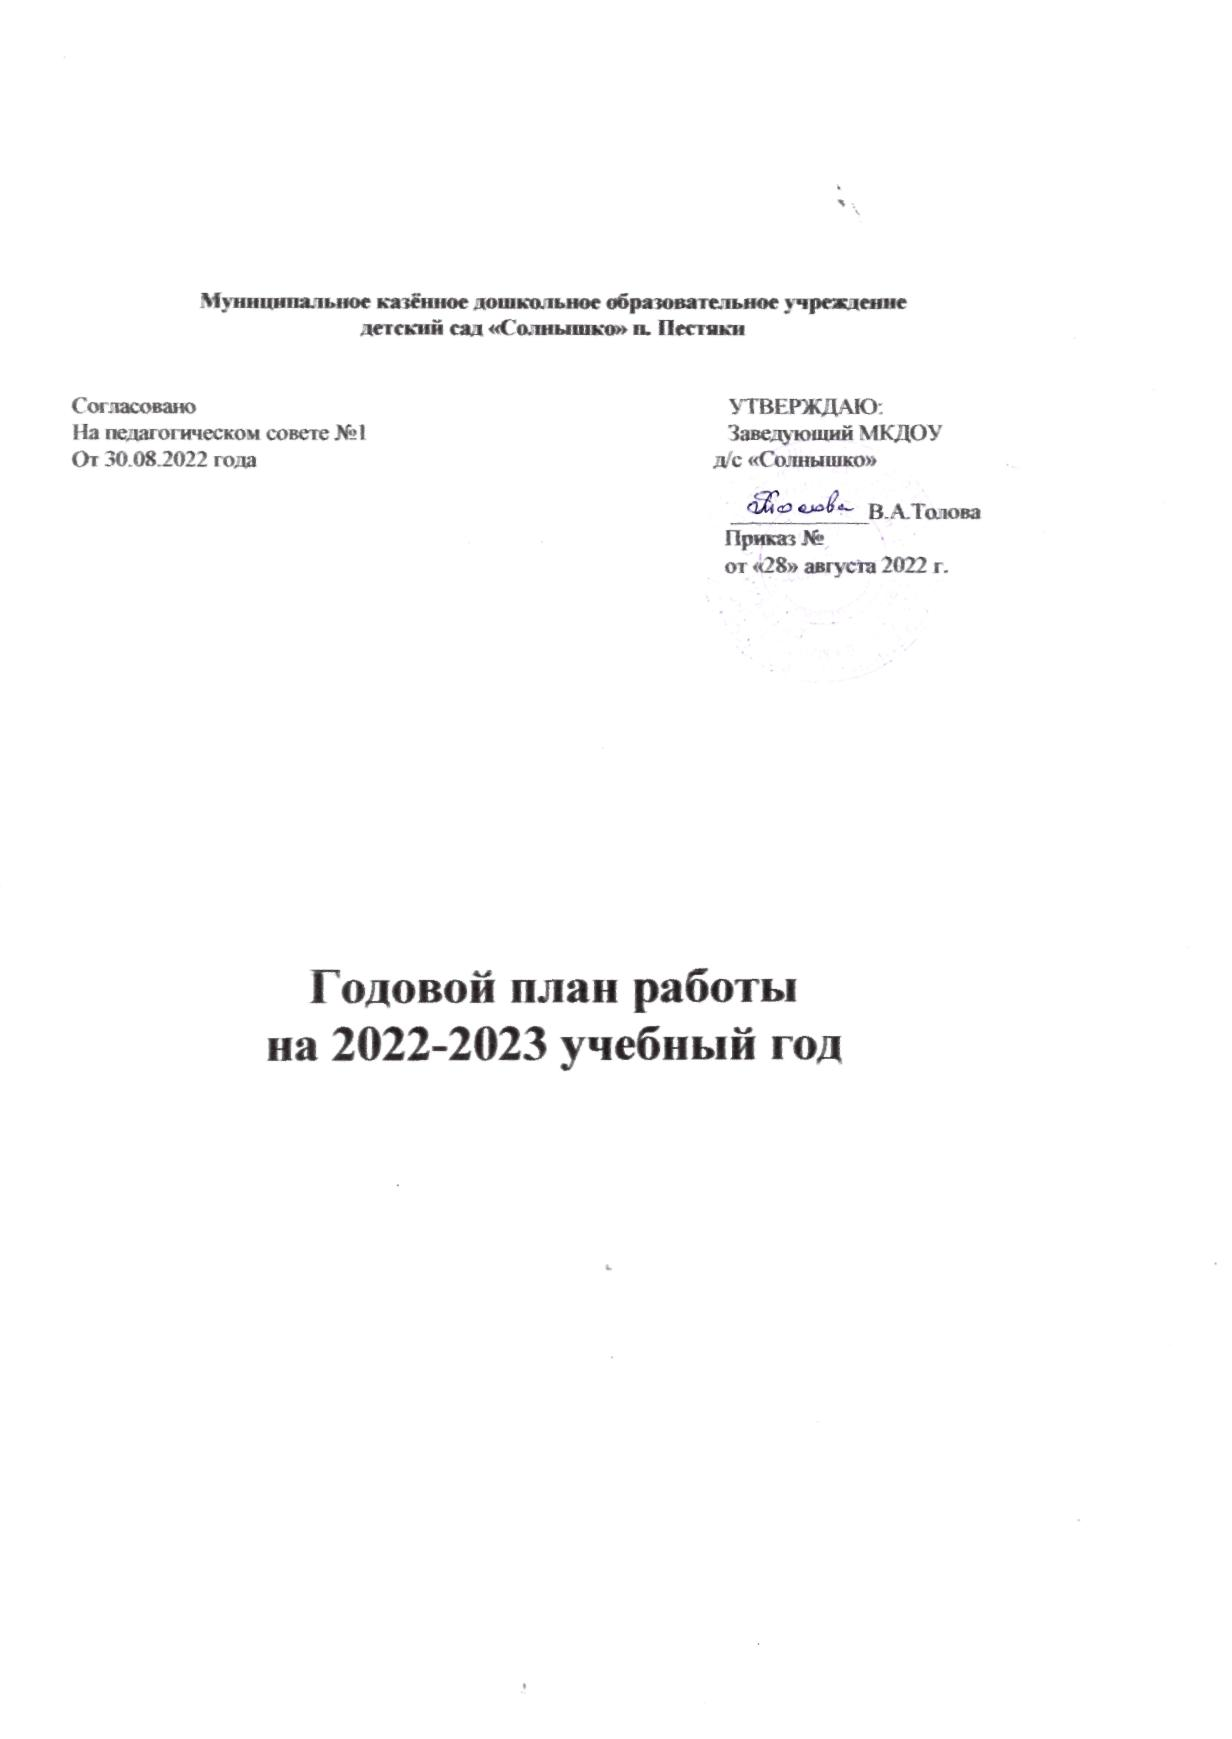 Муниципальное казённое дошкольное образовательное учреждение
детский сад «Солнышко» п. Пестяки
Согласовано
На педагогическом совете №1
От 30.08.2022 года
УТВЕРЖДАЮ:
Заведующий МКДОУ
д/с «Солнышко»
Толова В.А.Толова
Приказ №
от «28» августа 2022 г.
Годовой план работы
на 2022-2023 учебный год